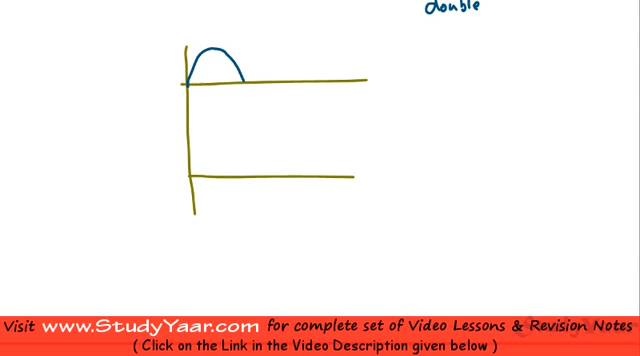 double
Visit www.StudyYaar.com for complete set of Video Lessons & Revision Notes
( Click on the Link in the Video Description given below )